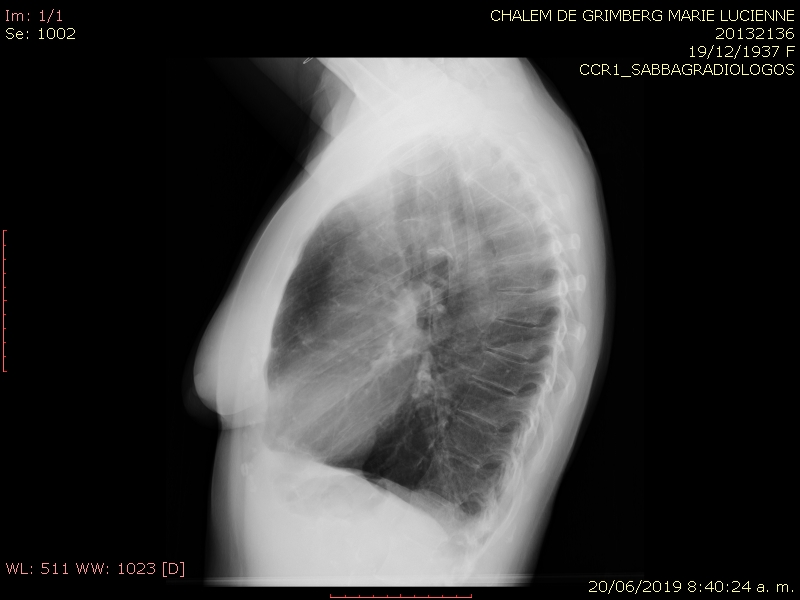 Im: 1/1
Se: 1002
CHALEM DE GRIMBERG MARIE LUCIENNE
20132136
19/12/1937 F
CCR1_SABBAGRADIOLOGOS
WL: 511 WW: 1023 [D]
20/06/2019 8:40:24 a. m.